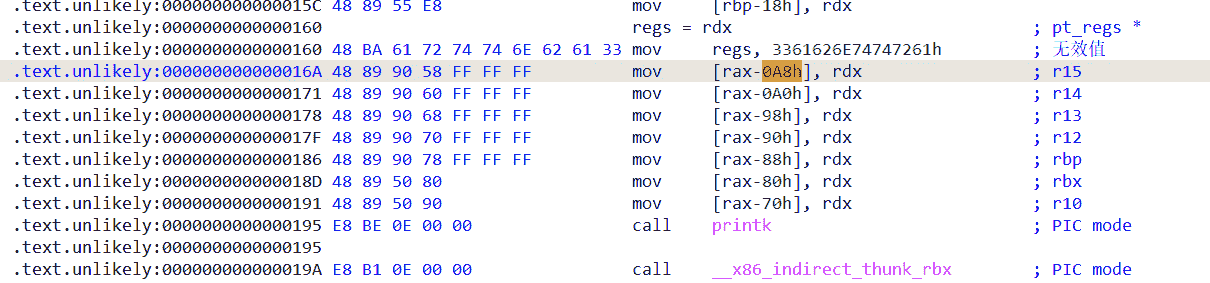 .text.unlikely:000000000000015C 48 89 55 E8 mov [rbp-18h], rdx
.text.unlikely:0000000000000160 regs = rdx ; pt_regs *
.text.unlikely:0000000000000160 48 BA 61 72 74 74 6E 62 61 33 mov regs, 3361626E74747261h ; 无效值
.text.unlikely:000000000000016A 48 89 90 58 FF FF FF mov [rax-0A8h], rdx ; r15
.text.unlikely:0000000000000171 48 89 90 60 FF FF FF mov [rax-0A0h], rdx ; r14
.text.unlikely:0000000000000178 48 89 90 68 FF FF FF mov [rax-98h], rdx ; r13
.text.unlikely:000000000000017F 48 89 90 70 FF FF FF mov [rax-90h], rdx ; r12
.text.unlikely:0000000000000186 48 89 90 78 FF FF FF mov [rax-88h], rdx ; rbp
.text.unlikely:000000000000018D 48 89 50 80 mov [rax-80h], rdx ; rbx
.text.unlikely:0000000000000191 48 89 50 90 mov [rax-70h], rdx ; r10
.text.unlikely:0000000000000195 E8 BE 0E 00 00 call printk ; PIC mode
.text.unlikely:0000000000000195
.text.unlikely:000000000000019A E8 B1 0E 00 00 call __x86_indirect_thunk_rbx ; PIC mode